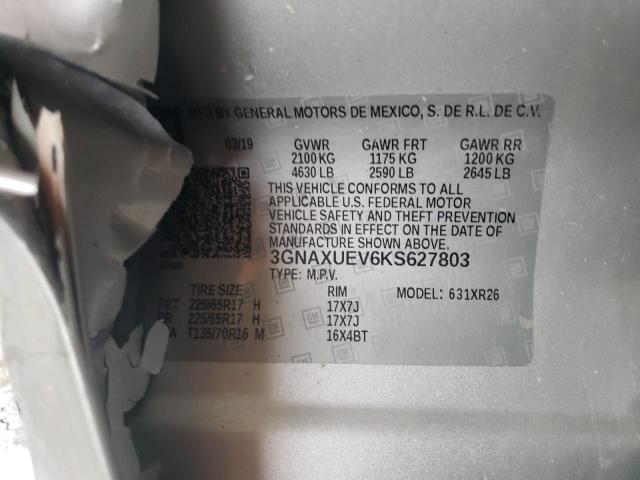 MFD BY GENERAL MOTORS DE MEXICO, S. DE R.L. DE C.V.
03/19 GVWR GAWR FRT GAWR RR
2100 KG 1175 KG 1200 KG
4630 LB 2590 LB 2645 LB
THIS VEHICLE CONFORMS TO ALL
APPLICABLE U.S. FEDERAL MOTOR
VEHICLE SAFETY AND THEFT PREVENTION
STANDARDS IN EFFECT ON THE DATE OF
MANUFACTURE SHOWN ABOVE.
3GNAXUEV6KS627803
TYPE: M.P.V.
TIRE SIZE RIM MODEL: 631XR26
FRT 225/65R17 H 17X7J
RR 225/65R17 H 17X7J
T135/70R16 M 16X4BT